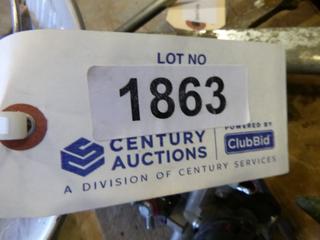 LOT NO
1863
CENTURY
AUCTIONS
POWERED BY
ClubBid
A DIVISION OF CENTURY SERVICES